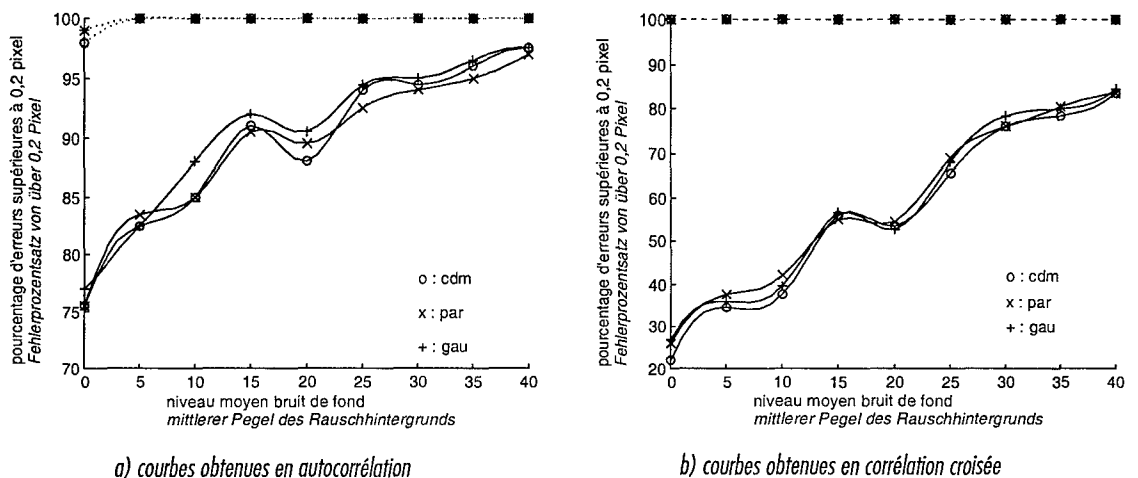 pourcentage d'erreurs supérieures à 0,2 pixel
Fehlerprozentsatz von über 0,2 Pixel
100
95
90
85
80
75
70
0
5
10
15
20
25
30
35
40
o : cdm
x : par
+ : gau
niveau moyen bruit de fond
mittlerer Pegel des Rauschhintergrunds
a) courbes obtenues en autocorrélation
pourcentage d'erreurs supérieures à 0,2 pixel
Fehlerprozentsatz von über 0,2 Pixel
100
90
80
70
60
50
40
30
20
0
5
10
15
20
25
30
35
40
o : cdm
x : par
+ : gau
niveau moyen bruit de fond
mittlerer Pegel des Rauschhintergrunds
b) courbes obtenues en corrélation croisée